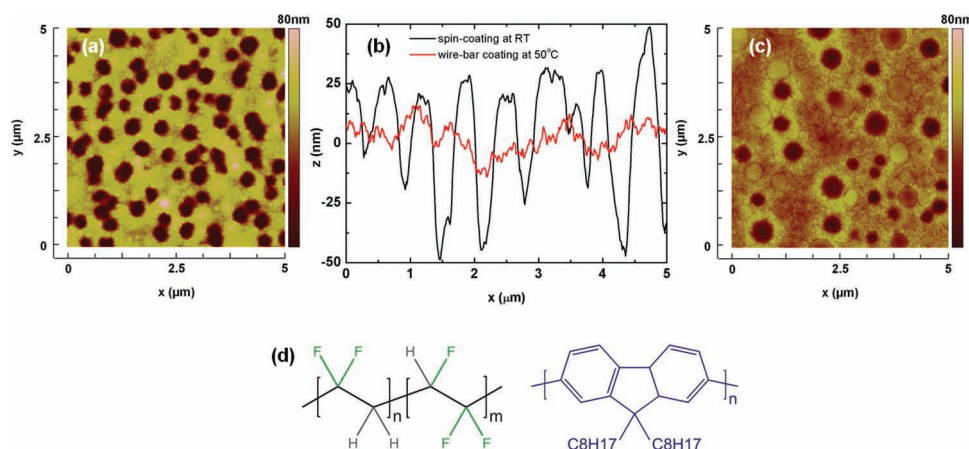 80nm
(a)
5
2.5
0
y (μm)
0 2.5 5
x (μm)
(b)
spin-coating at RT
wire-bar coating at 50°C
50
25
0
-25
-50
z (nm)
0 1 2 3 4 5
x (μm)
80nm
(c)
5
2.5
0
y (μm)
0 2.5 5
x (μm)
(d)
F F H F
n m
H H F F
n
C8H17 C8H17